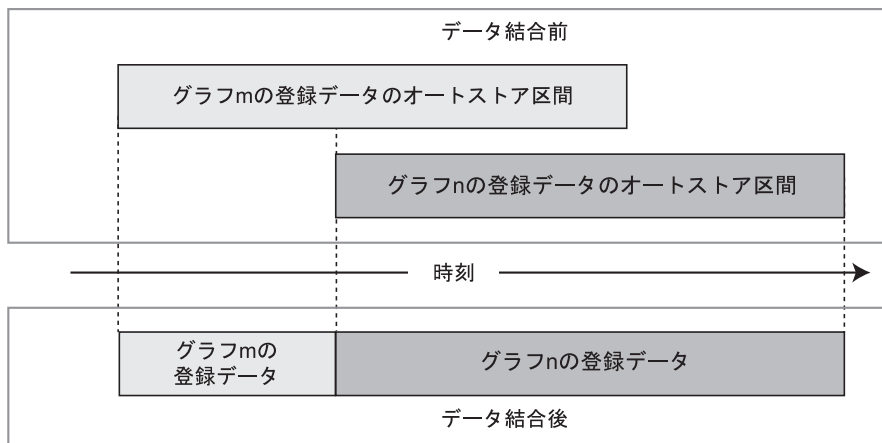 データ結合前
グラフmの登録データのオートストア区間
グラフnの登録データのオートストア区間
時刻
グラフmの
登録データ
グラフnの登録データ
データ結合後